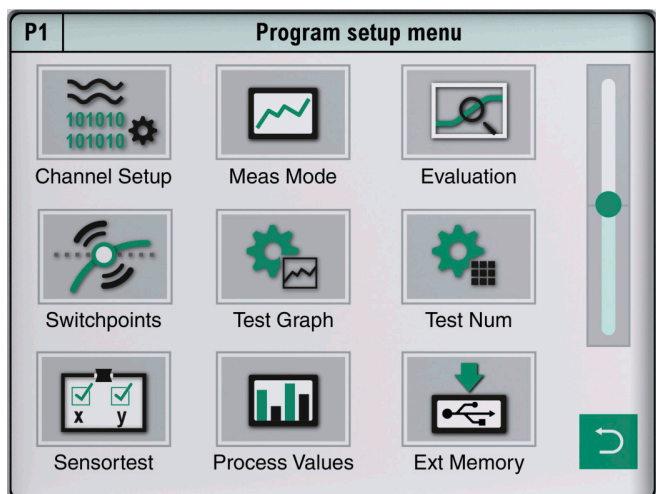 P1 Program setup menu
101010
101010
Channel Setup Meas Mode Evaluation
Switchpoints Test Graph Test Num
x y
Sensortest Process Values Ext Memory